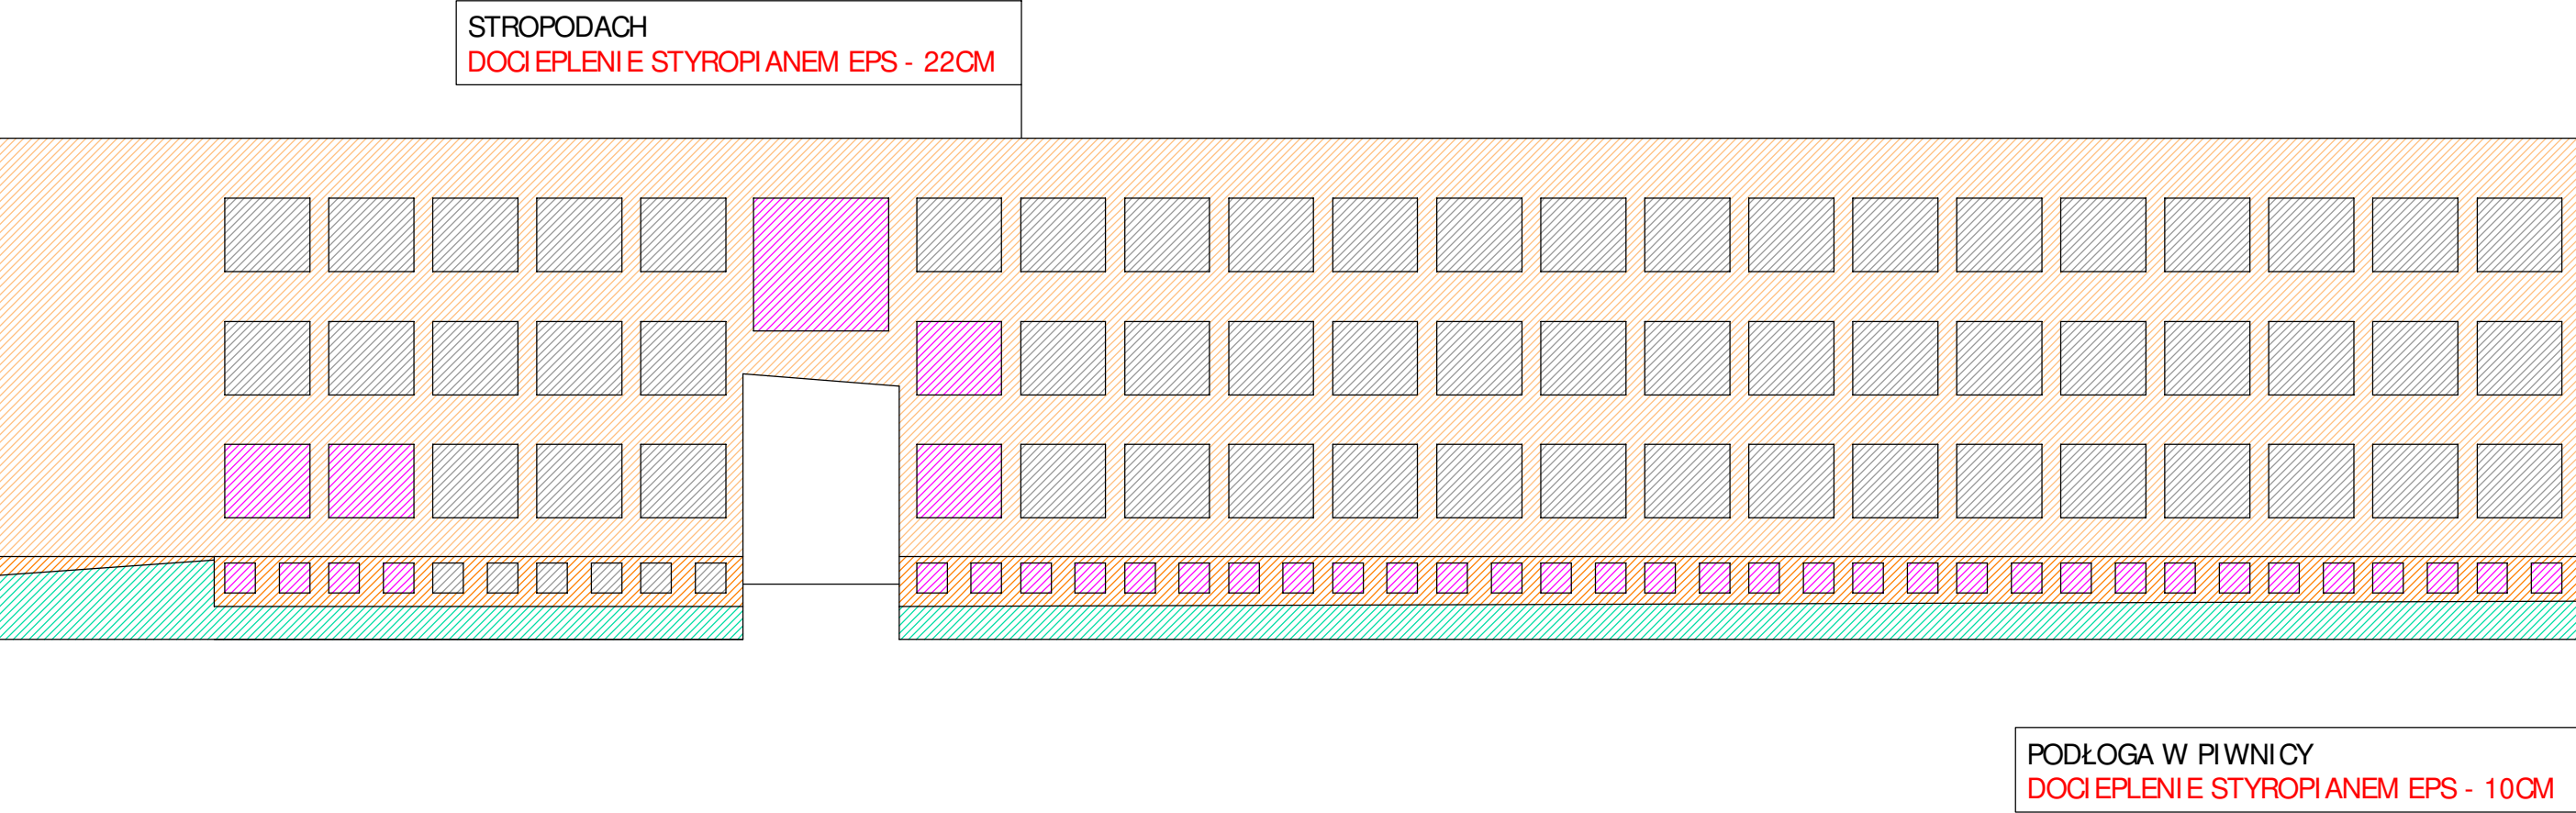 STROPODACH
DOCIEPLENIE STYROPIANEM EPS - 22CM
PODŁOGA W PIWNICY
DOCIEPLENIE STYROPIANEM EPS - 10CM